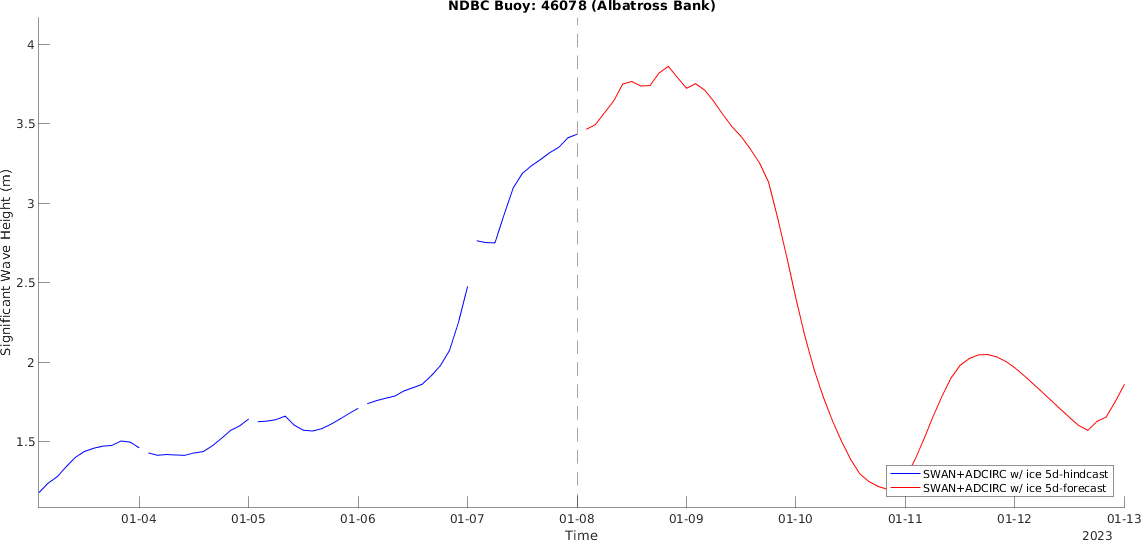 NDBC Buoy: 46078 (Albatross Bank)
Significant Wave Height (m)
4
3.5
3
2.5
2
1.5
SWAN+ADCIRC w/ ice 5d-hindcast
SWAN+ADCIRC w/ ice 5d-forecast
01-04 01-05 01-06 01-07 01-08 01-09 01-10 01-11 01-12 01-13
Time
2023